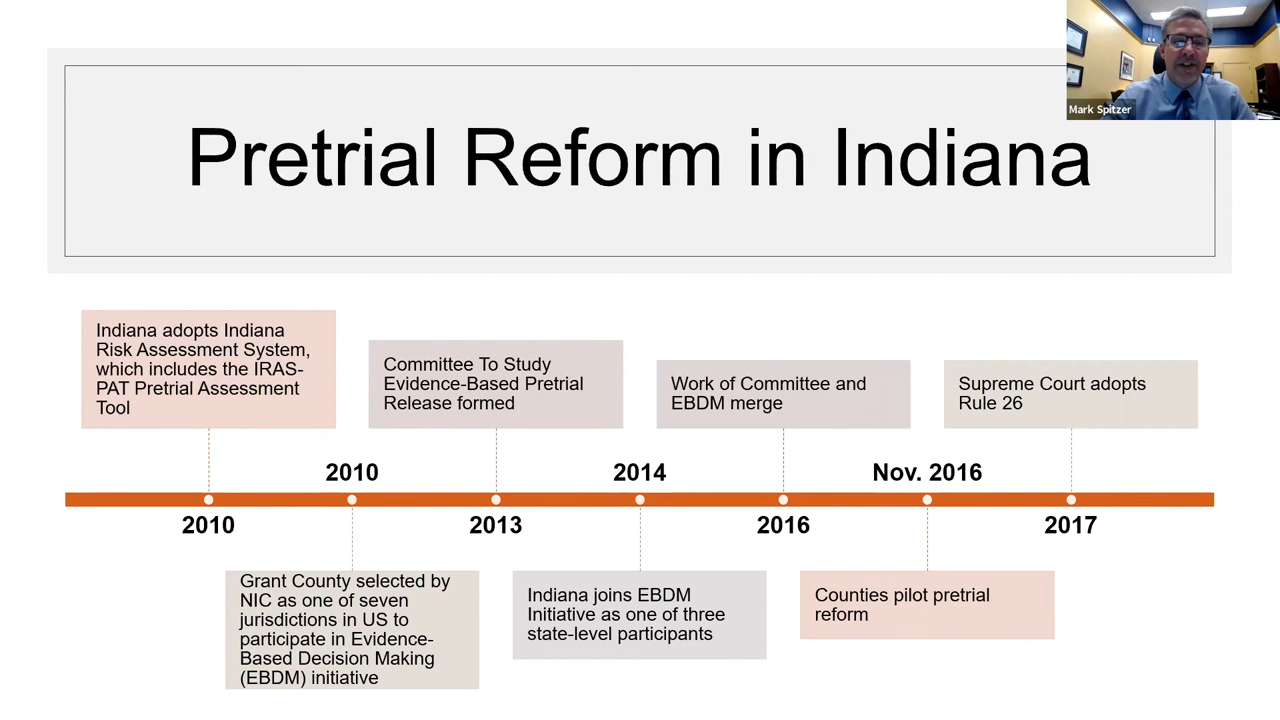 Mark Spitzer
Pretrial Reform in Indiana
Indiana adopts Indiana
Risk Assessment System,
which includes the IRAS-
PAT Pretrial Assessment
Tool
Committee To Study
Evidence-Based Pretrial
Release formed
Work of Committee and
EBDM merge
Supreme Court adopts
Rule 26
2010
2014
Nov. 2016
2010
2013
2016
2017
Grant County selected by
NIC as one of seven
jurisdictions in US to
participate in Evidence-
Based Decision Making
(EBDM) initiative
Indiana joins EBDM
Initiative as one of three
state-level participants
Counties pilot pretrial
reform